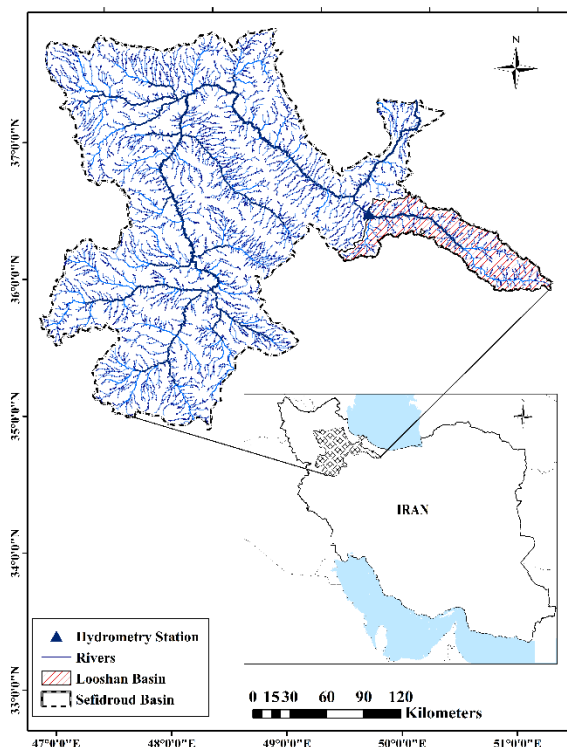 N
37°0'0"N
36°0'0"N
35°0'0"N
34°0'0"N
33°0'0"N
IRAN
Hydrometry Station
Rivers
Looshan Basin
Sefidroud Basin
0 15 30 60 90 120
Kilometers
47°0'0"E 48°0'0"E 49°0'0"E 50°0'0"E 51°0'0"E